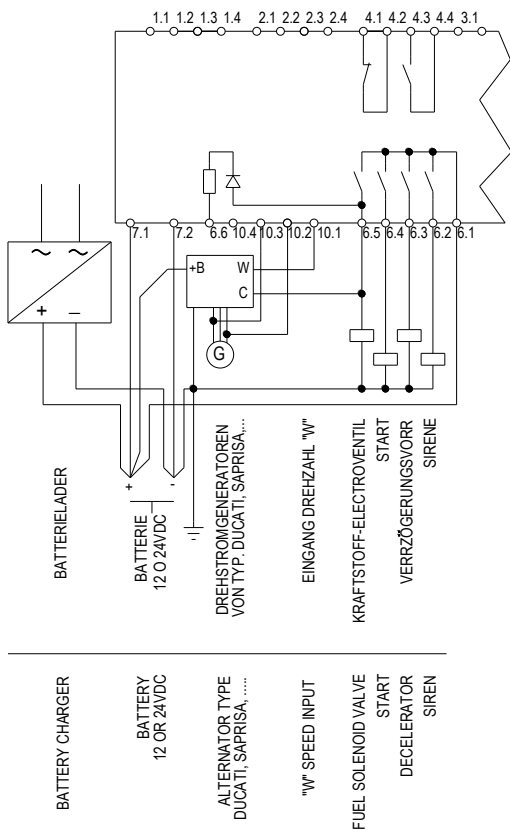 1.1 1.2 1.3 1.4 2.1 2.2 2.3 2.4 4.1 4.2 4.3 4.4 3.1
7.1 7.2 6.6 10.4 10.3 10.2 10.1 6.5 6.4 6.3 6.2 6.1
~ ~
+ −
+B W
C
G
+ -
BATTERIELADER
BATTERIE
12 O 24VDC
DREHSTROMGENERATOREN
VON TYP. DUCATI, SAPRISA,...
EINGANG DREHZAHL "W"
KRAFTSTOFF-ELECTROVENTIL
START
VERRZÖGERUNGSVORR
SIRENE
BATTERY CHARGER
BATTERY
12 OR 24VDC
ALTERNATOR TYPE
DUCATI, SAPRISA, .....
"W" SPEED INPUT
FUEL SOLENOID VALVE
START
DECELERATOR
SIREN